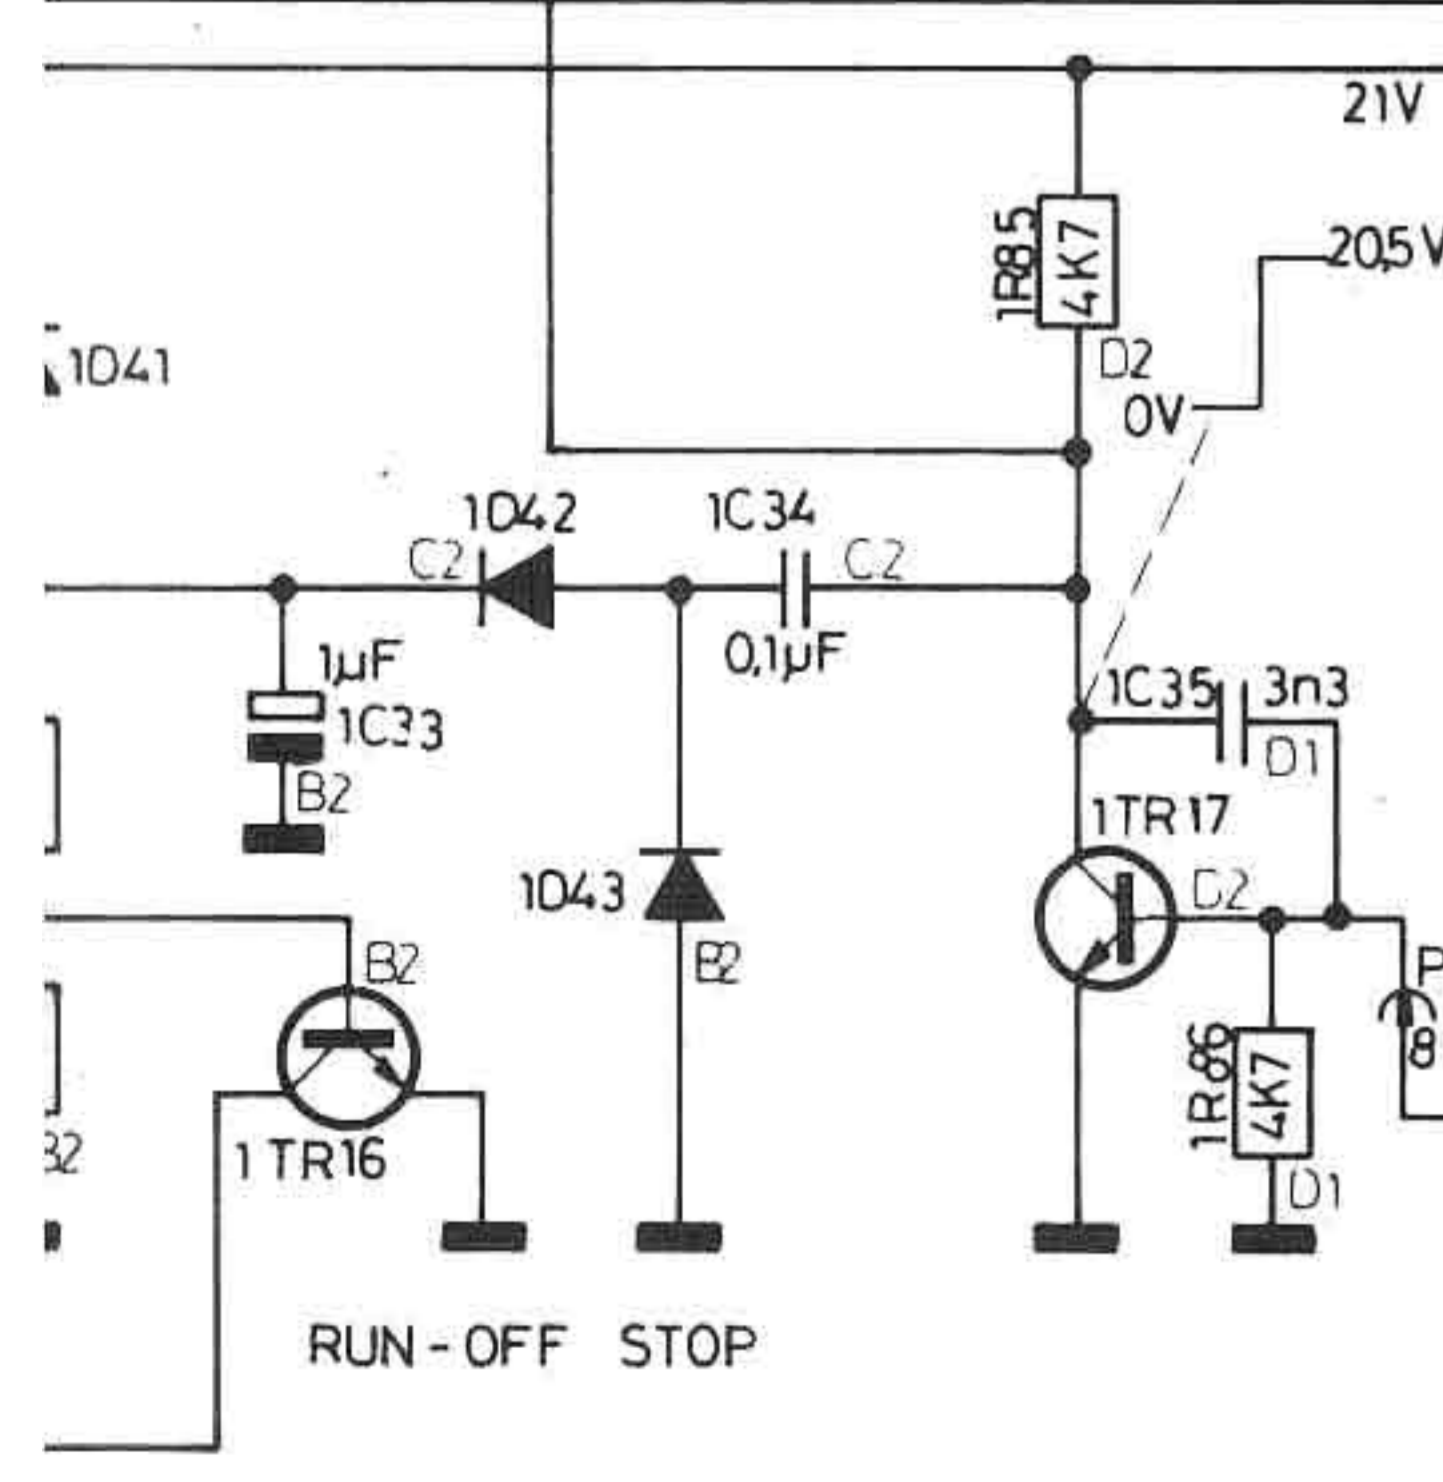 21V
1R85
4K7
20,5V
D2
0V
1D41
1D42
1C34
C2
C2
0,1µF
1µF
1C33
B2
1C35
3n3
D1
1TR17
D2
1D43
B2
B2
P
8
1R86
4K7
D1
1TR16
RUN-OFF STOP